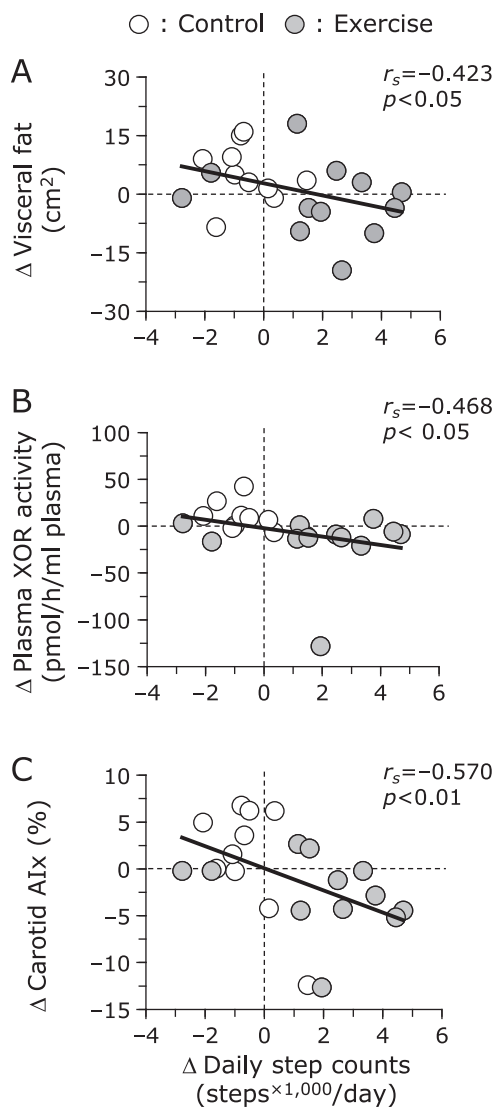 ○ : Control ● : Exercise
A
r_s=−0.423
p<0.05
Δ Visceral fat
(cm²)
30
15
0
−15
−30
−4 −2 0 2 4 6
B
r_s=−0.468
p< 0.05
Δ Plasma XOR activity
(pmol/h/ml plasma)
100
50
0
−50
−100
−150
−4 −2 0 2 4 6
C
r_s=−0.570
p<0.01
Δ Carotid AIx (%)
10
5
0
−5
−10
−15
−4 −2 0 2 4 6
Δ Daily step counts
(steps×1,000/day)